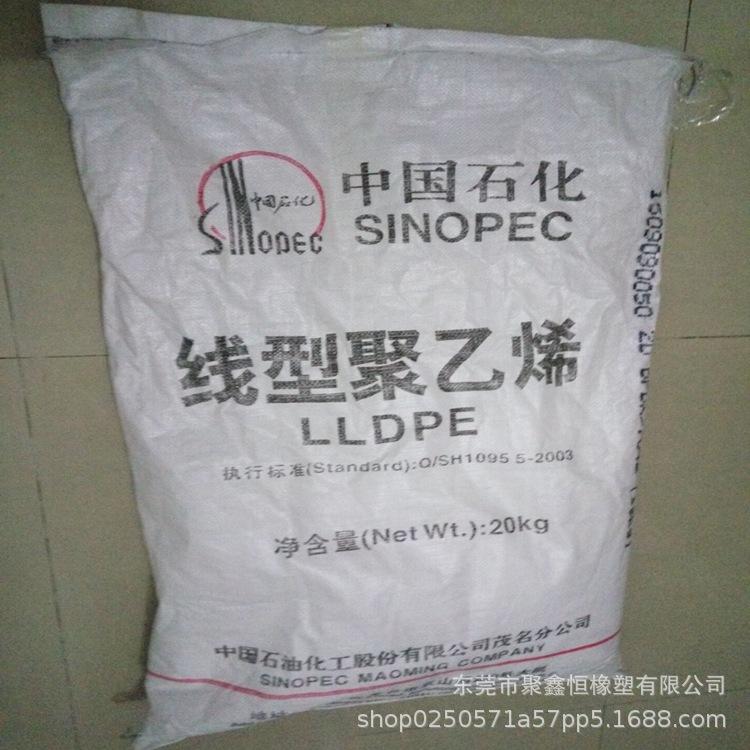 中国石化
SINOPEC
中国石化
SINOPEC
线型聚乙烯
LLDPE
执行标准(Standard):Q/SH1095 5-2003
净含量(Net Wt.):20kg
中国石油化工股份有限公司茂名分公司
SINOPEC MAOMING COMPANY
1509090050
东莞市聚鑫恒橡塑有限公司
shop0250571a57pp5.1688.com